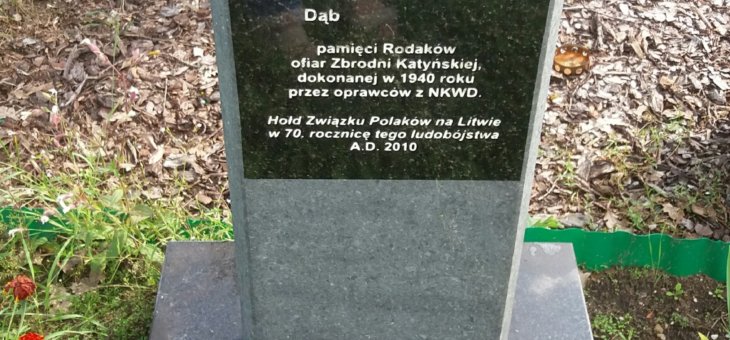 Dąb
pamięci Rodaków
ofiar Zbrodni Katyńskiej,
dokonanej w 1940 roku
przez oprawców z NKWD.
Hołd Związku Polaków na Litwie
w 70. rocznicę tego ludobójstwa
A.D. 2010